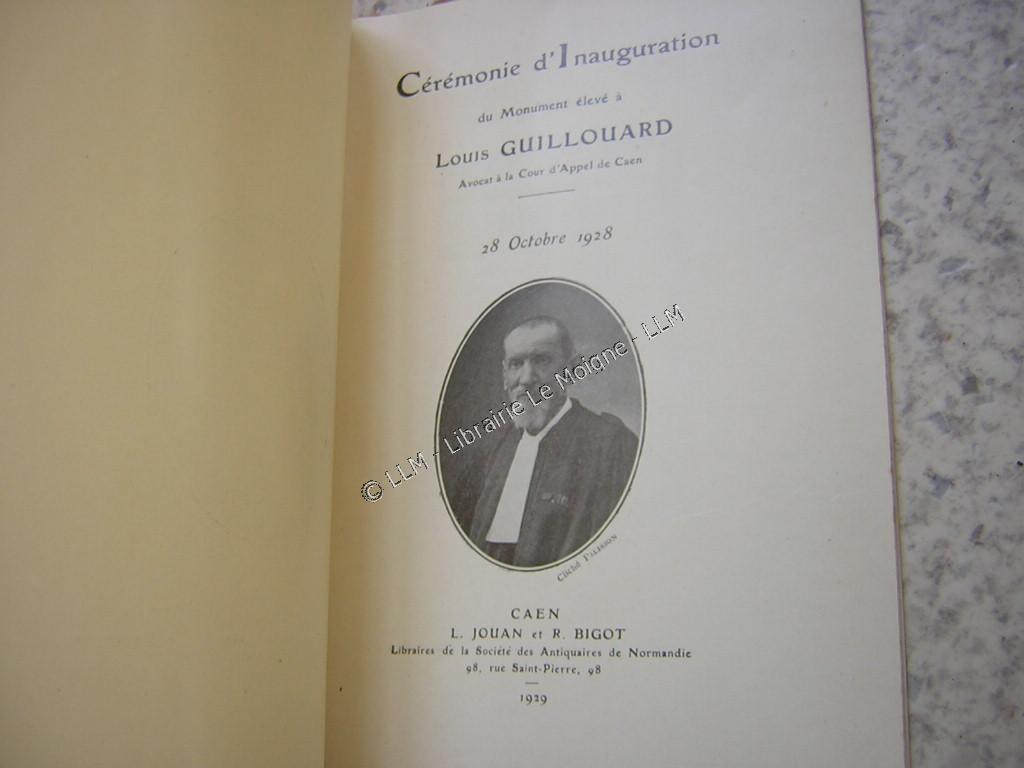 Cérémonie d'Inauguration
du Monument élevé à
Louis GUILLOUARD
Avocat à la Cour d'Appel de Caen
28 Octobre 1928
© LLM - Librairie Le Moigne - LLM
Cliché
CAEN
L. JOUAN et R. BIGOT
Libraires de la Société des Antiquaires de Normandie
98, rue Saint-Pierre, 98
1929